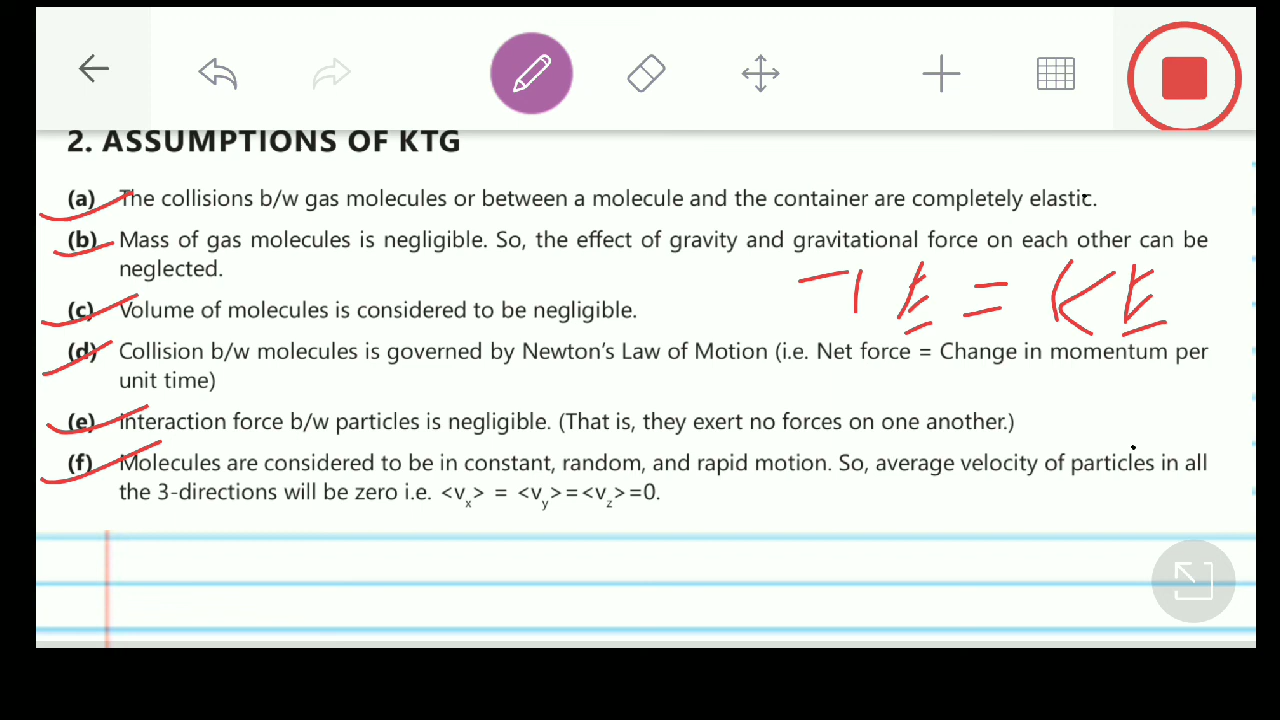 2. ASSUMPTIONS OF KTG
(a) The collisions b/w gas molecules or between a molecule and the container are completely elastic.
(b) Mass of gas molecules is negligible. So, the effect of gravity and gravitational force on each other can be
neglected.
(c) Volume of molecules is considered to be negligible.
TE = KE
(d) Collision b/w molecules is governed by Newton's Law of Motion (i.e. Net force = Change in momentum per
unit time)
(e) Interaction force b/w particles is negligible. (That is, they exert no forces on one another.)
(f) Molecules are considered to be in constant, random, and rapid motion. So, average velocity of particles in all
the 3-directions will be zero i.e. <vₓ> = <v_y>=<v_z>=0.